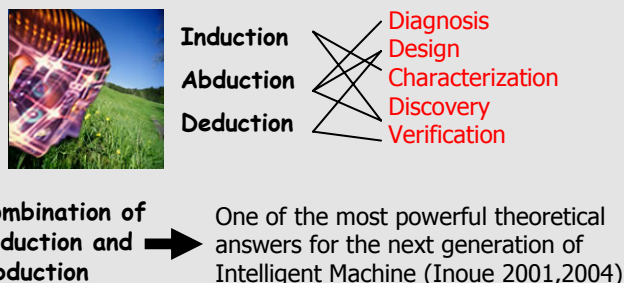 Induction
Abduction
Deduction
Diagnosis
Design
Characterization
Discovery
Verification
ombination of
duction and
bduction
One of the most powerful theoretical
answers for the next generation of
Intelligent Machine (Inoue 2001,2004)